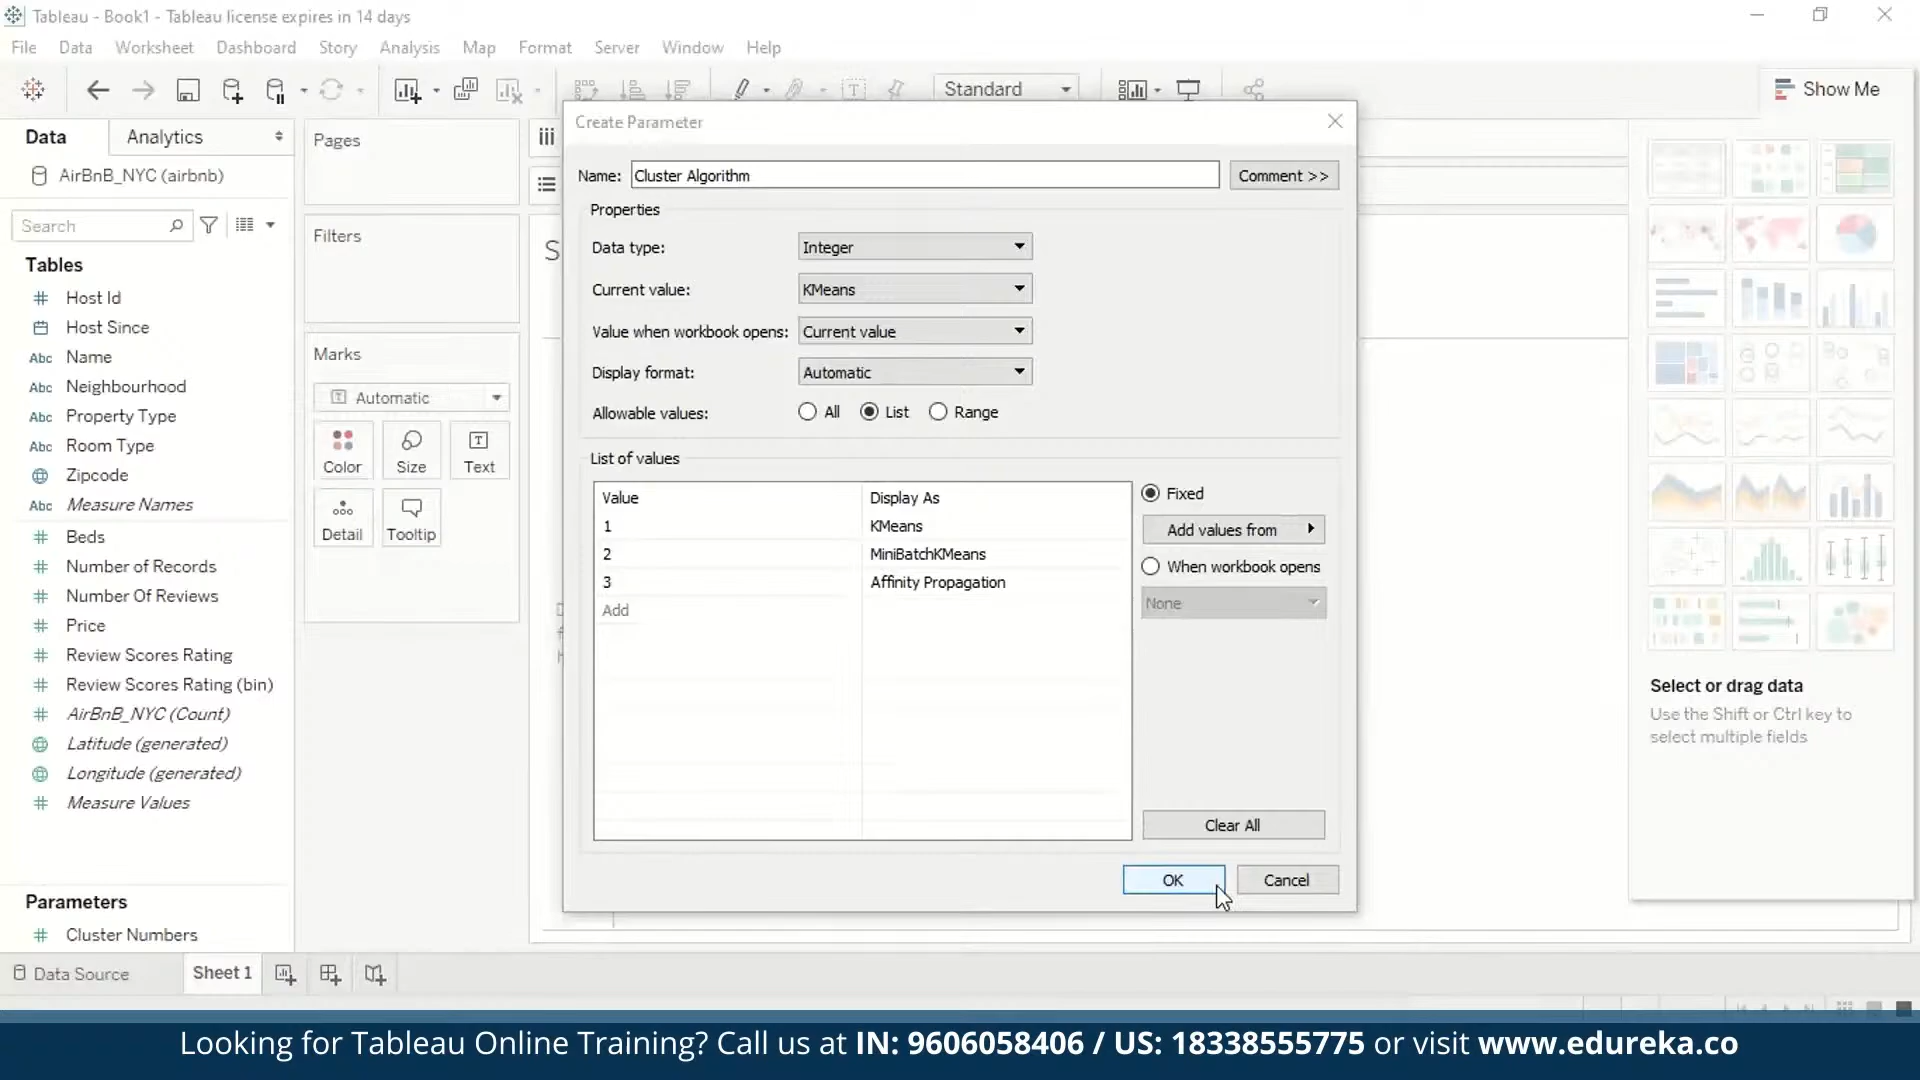 Tableau - Book1 - Tableau license expires in 14 days
File Data Worksheet Dashboard Story Analysis Map Format Server Window Help
Standard
Show Me
Data
Analytics
AirBnB_NYC (airbnb)
Search
Tables
Host Id
Host Since
Abc Name
Abc Neighbourhood
Abc Property Type
Abc Room Type
Zipcode
Abc Measure Names
Beds
Number of Records
Number Of Reviews
Price
Review Scores Rating
Review Scores Rating (bin)
AirBnB_NYC (Count)
Latitude (generated)
Longitude (generated)
Measure Values
Parameters
Cluster Numbers
Pages
Filters
Marks
Automatic
Color Size Text
Detail Tooltip
S
Create Parameter
Name: Cluster Algorithm
Comment >>
Properties
Data type: Integer
Current value: KMeans
Value when workbook opens: Current value
Display format: Automatic
Allowable values: All List Range
List of values
Value Display As
1 KMeans
2 MiniBatchKMeans
3 Affinity Propagation
Add
Fixed
Add values from
When workbook opens
None
Clear All
OK
Cancel
Select or drag data
Use the Shift or Ctrl key to
select multiple fields
Data Source
Sheet 1
Looking for Tableau Online Training? Call us at IN: 9606058406 / US: 18338555775 or visit www.edureka.co